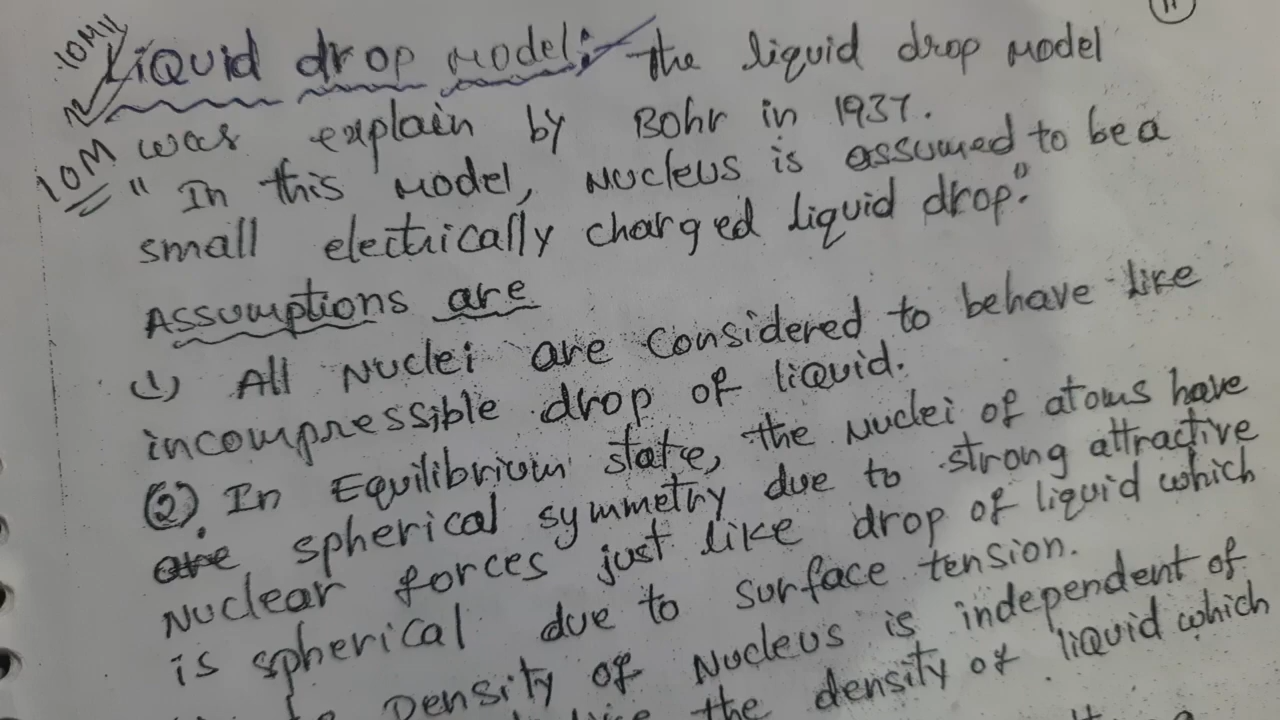 11
10M
Liquid drop model:- The liquid drop model
10M was explain by Bohr in 1937.
" In this model, nucleus is assumed to be a
small electrically charged liquid drop".
Assumptions are
(1) All nuclei are considered to behave like
incompressible drop of liquid.
(2). In Equilibrium state, the nuclei of atoms have
are spherical symmetry due to strong attractive
nuclear forces just like drop of liquid which
is spherical due to surface tension.
Density of nucleus is independent of
the density of liquid which